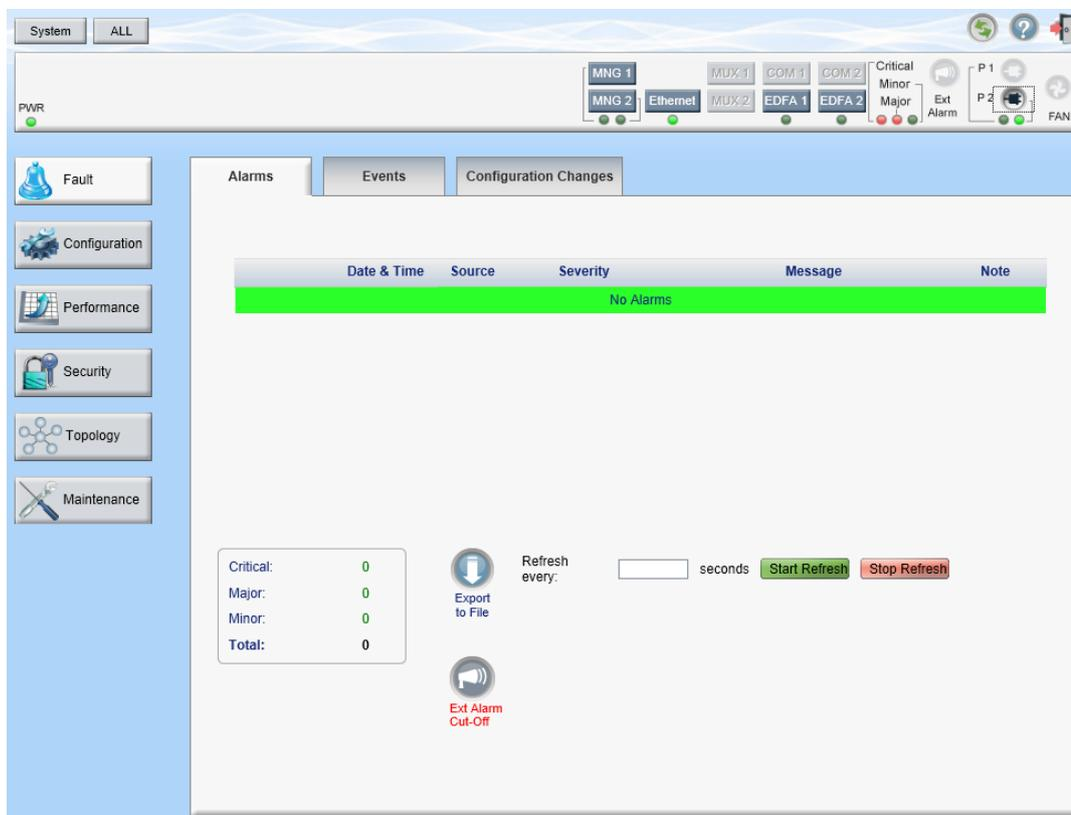 System ALL
MNG 1 MUX 1 COM 1 COM 2 Critical P 1
Minor
PWR MNG 2 Ethernet MUX 2 EDFA 1 EDFA 2 Major Ext Alarm P 2 FAN
Fault
Configuration
Performance
Security
Topology
Maintenance
Alarms Events Configuration Changes
Date & Time Source Severity Message Note
No Alarms
Critical: 0
Major: 0
Minor: 0
Total: 0
Export
to File
Ext Alarm
Cut-Off
Refresh
every: seconds Start Refresh Stop Refresh